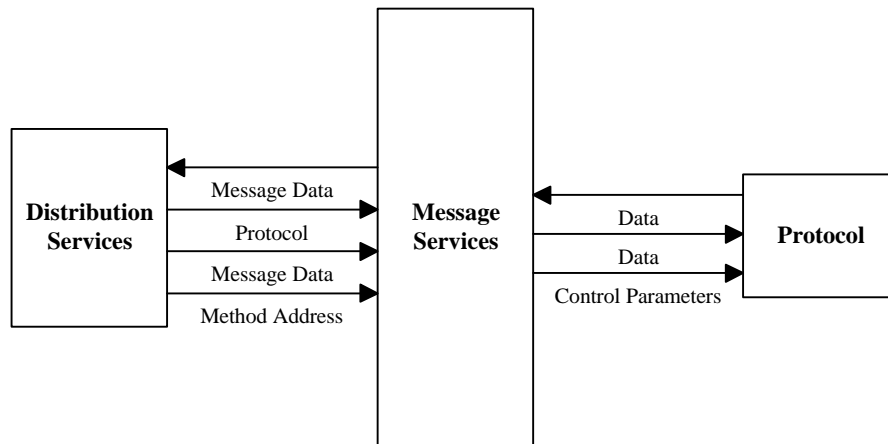 Distribution
Services
Message Data
Protocol
Message Data
Method Address
Message
Services
Data
Data
Control Parameters
Protocol